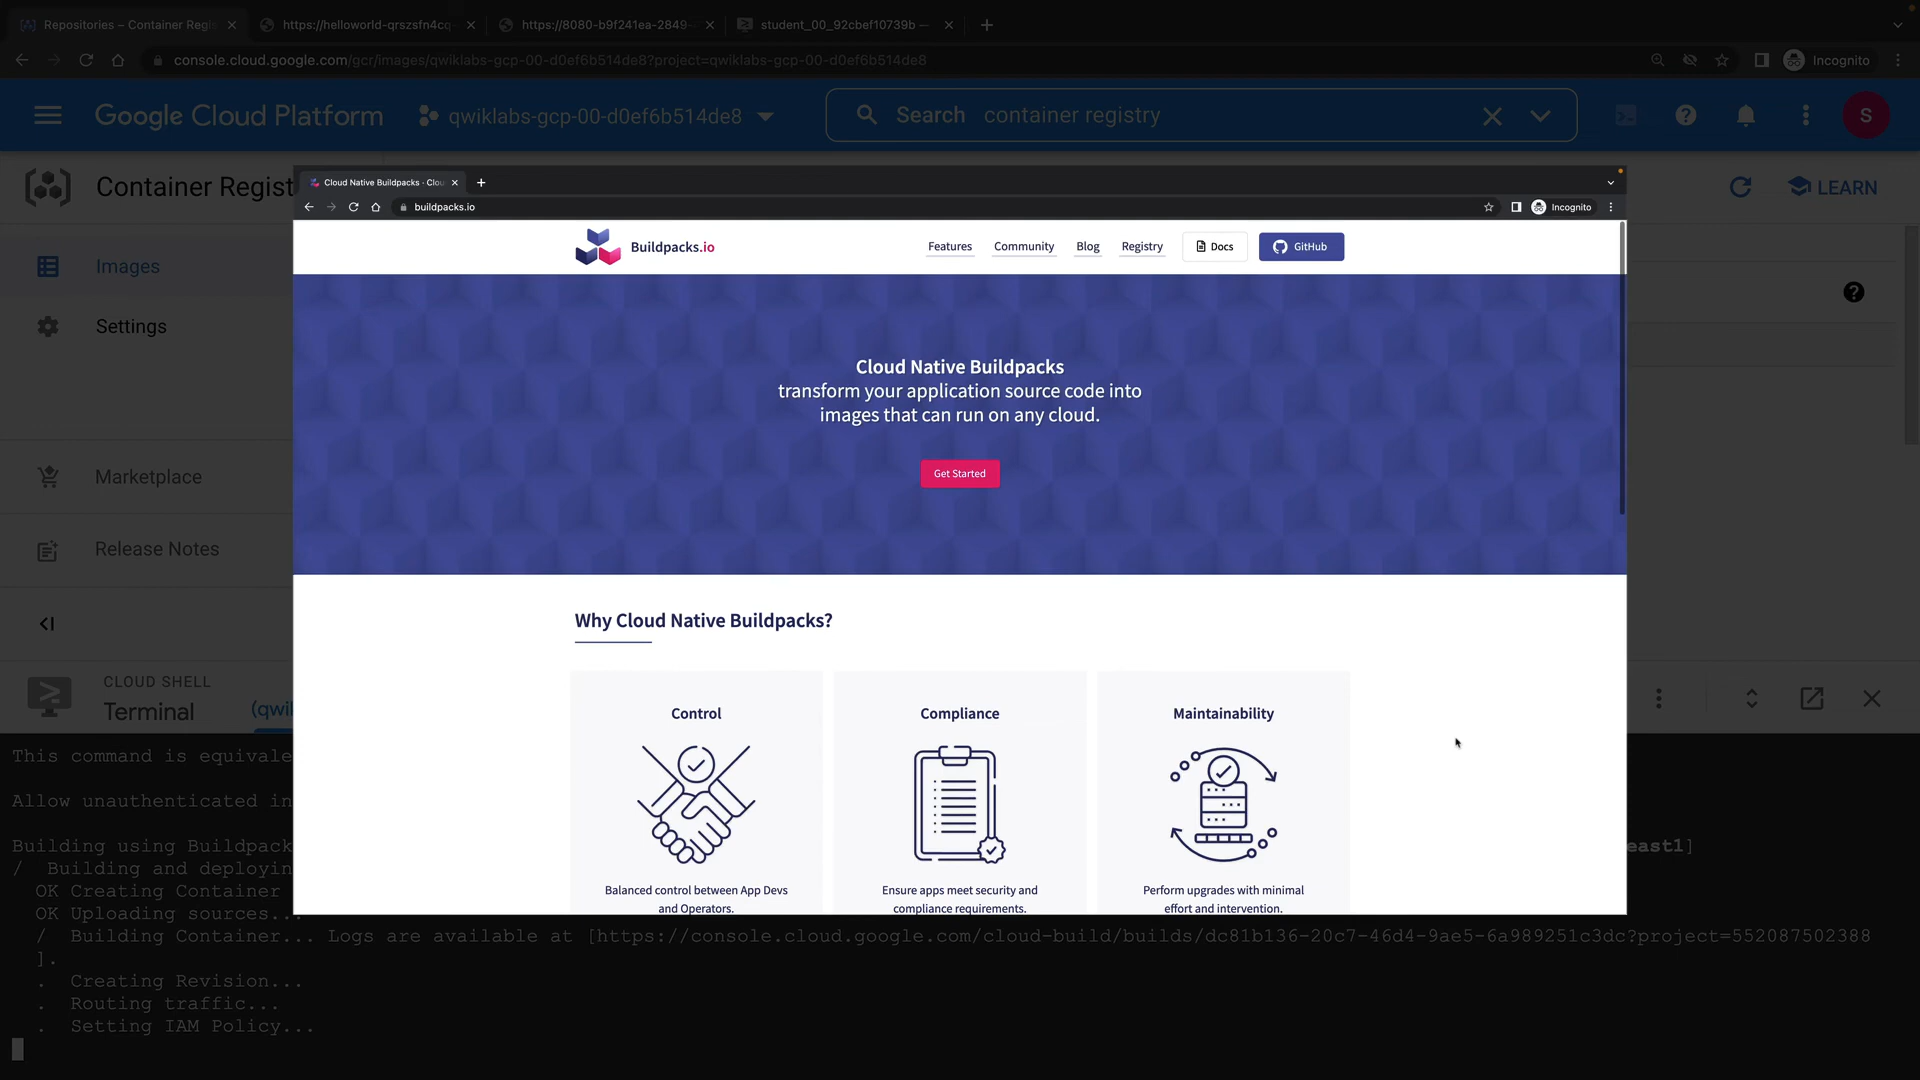 Repositories – Container Regi
https://helloworld-qrszsfn4cq-
https://8080-b9f241ea-2849-
student_00_92cbef10739b —
console.cloud.google.com/gcr/images/qwiklabs-gcp-00-d0ef6b514de8?project=qwiklabs-gcp-00-d0ef6b514de8
Incognito
Google Cloud Platform
qwiklabs-gcp-00-d0ef6b514de8
Search container registry
S
Container Regist
LEARN
Images
Settings
Marketplace
Release Notes
Cloud Native Buildpacks · Clou
buildpacks.io
Incognito
Buildpacks.io
Features
Community
Blog
Registry
Docs
GitHub
Cloud Native Buildpacks
transform your application source code into
images that can run on any cloud.
Get Started
Why Cloud Native Buildpacks?
Control
Balanced control between App Devs
and Operators.
Compliance
Ensure apps meet security and
compliance requirements.
Maintainability
Perform upgrades with minimal
effort and intervention.
CLOUD SHELL
Terminal
(qwi
This command is equivale
Allow unauthenticated in
Building using Buildpack east1]
/ Building and deployin
OK Creating Container
OK Uploading sources...
/ Building Container... Logs are available at [https://console.cloud.google.com/cloud-build/builds/dc81b136-20c7-46d4-9ae5-6a989251c3dc?project=552087502388
].
. Creating Revision...
. Routing traffic...
. Setting IAM Policy...